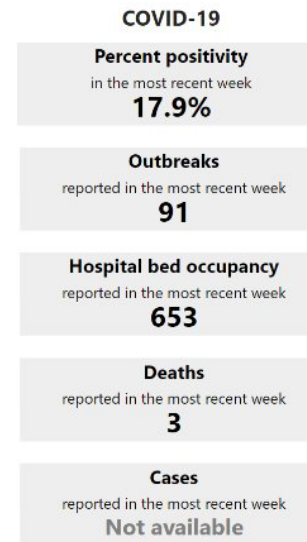 COVID-19
Percent positivity
in the most recent week
17.9%
Outbreaks
reported in the most recent week
91
Hospital bed occupancy
reported in the most recent week
653
Deaths
reported in the most recent week
3
Cases
reported in the most recent week
Not available